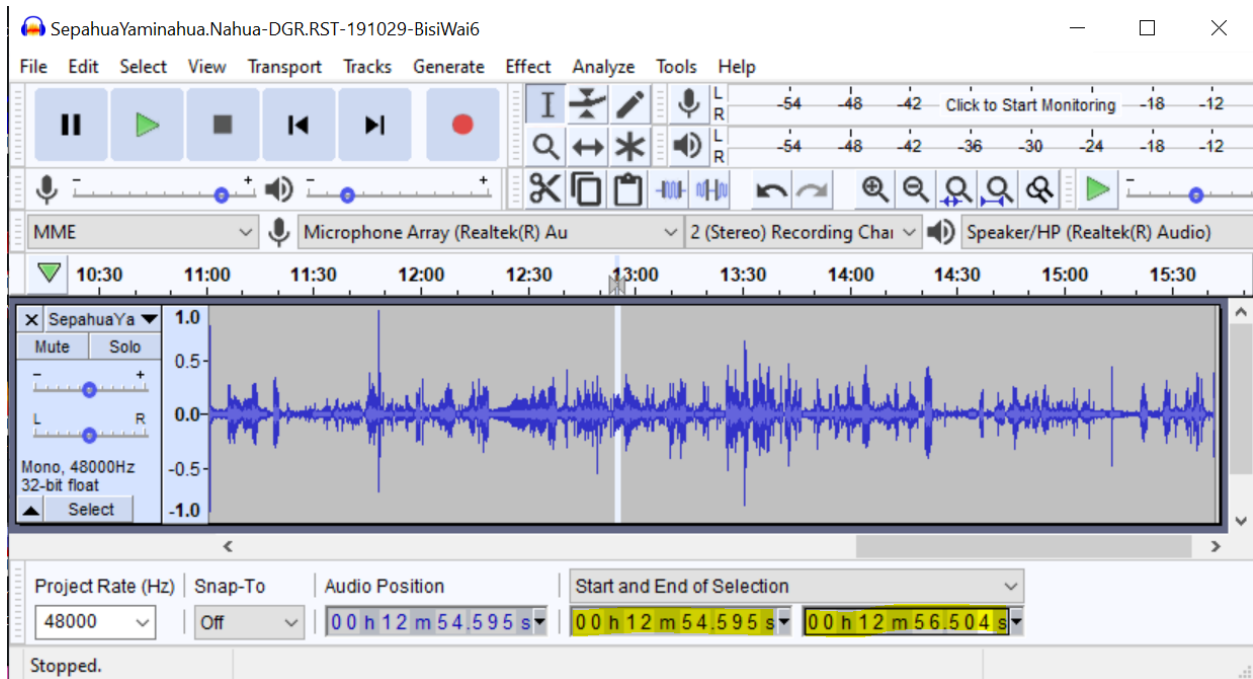 SepahuaYaminahua.Nahua-DGR.RST-191029-BisiWai6
File Edit Select View Transport Tracks Generate Effect Analyze Tools Help
L
R
-54 -48 -42 Click to Start Monitoring -18 -12
L
R
-54 -48 -42 -36 -30 -24 -18 -12
- + - +
-
MME Microphone Array (Realtek(R) Au 2 (Stereo) Recording Chai Speaker/HP (Realtek(R) Audio)
10:30 11:00 11:30 12:00 12:30 13:00 13:30 14:00 14:30 15:00 15:30
X SepahuaYa
Mute Solo
- +
L R
Mono, 48000Hz
32-bit float
Select
1.0
0.5
0.0
-0.5
-1.0
Project Rate (Hz) Snap-To Audio Position Start and End of Selection
48000 Off 00 h 12 m 54.595 s 00 h 12 m 54.595 s 00 h 12 m 56.504 s
Stopped.